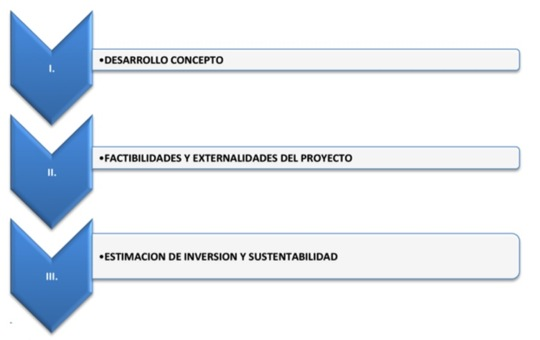 I.
•DESARROLLO CONCEPTO
II.
•FACTIBILIDADES Y EXTERNALIDADES DEL PROYECTO
III.
•ESTIMACION DE INVERSION Y SUSTENTABILIDAD